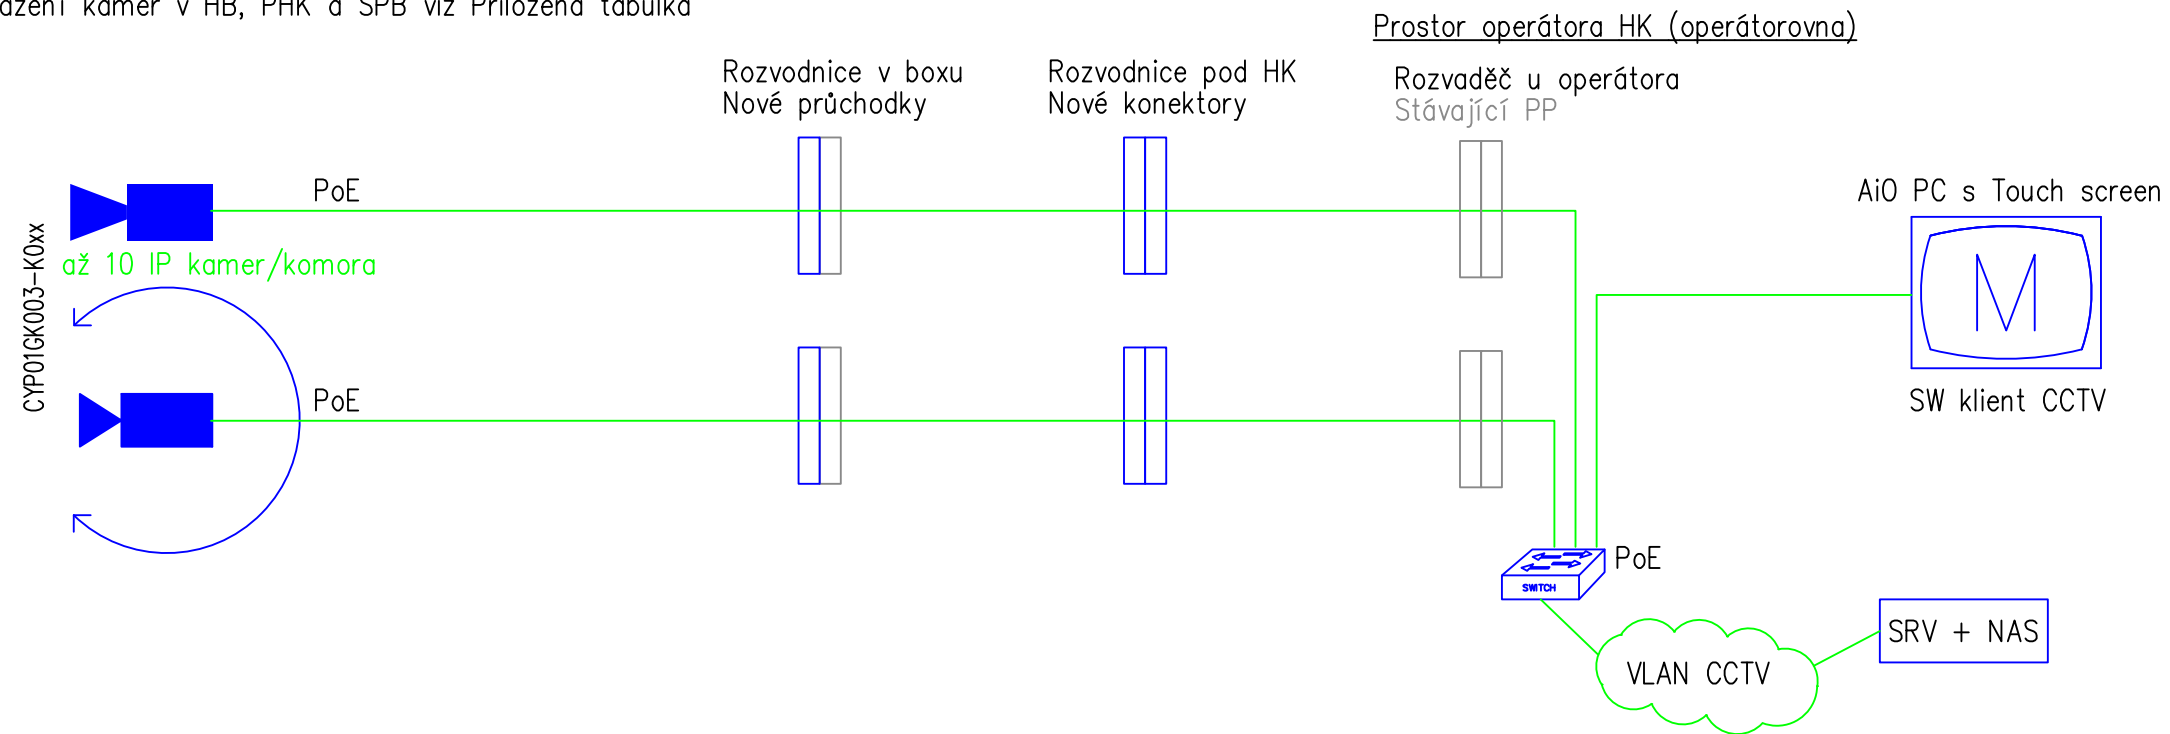 kamer v HB, PHK a SPB viz Přiložená tabulka
Prostor operátora HK (operátorovna)
Rozvodnice v boxu
Nové průchodky
Rozvodnice pod HK
Nové konektory
Rozvaděč u operátora
Stávající PP
PoE
AiO PC s Touch screen
až 10 IP kamer/komora
CYP01GK003-K0xx
M
PoE
SW klient CCTV
PoE
SWITCH
SRV + NAS
VLAN CCTV